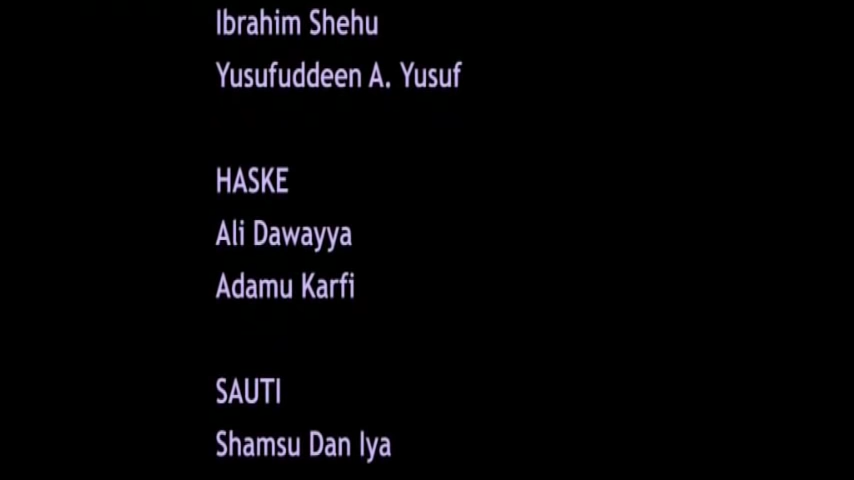 Ibrahim Shehu
Yusufuddeen A. Yusuf
HASKE
Ali Dawayya
Adamu Karfi
SAUTI
Shamsu Dan Iya